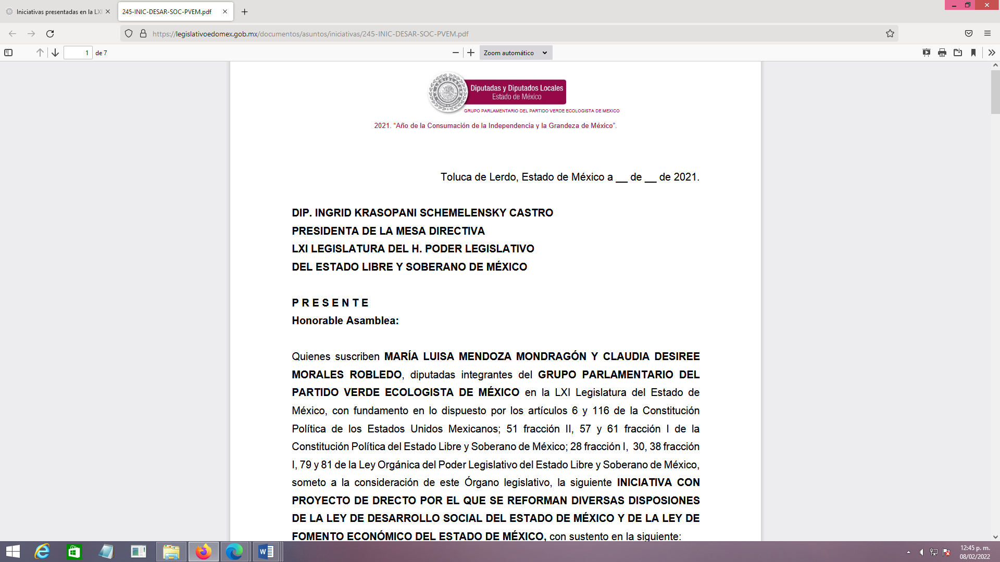 Iniciativas presentadas en la LXI
245-INIC-DESAR-SOC-PVEM.pdf
https://legislativoedomex.gob.mx/documentos/asuntos/iniciativas/245-INIC-DESAR-SOC-PVEM.pdf
1 de 7
Zoom automático
Diputadas y Diputados Locales
Estado de México
GRUPO PARLAMENTARIO DEL PARTIDO VERDE ECOLOGISTA DE MEXICO
2021. “Año de la Consumación de la Independencia y la Grandeza de México”.
Toluca de Lerdo, Estado de México a __ de __ de 2021.
DIP. INGRID KRASOPANI SCHEMELENSKY CASTRO
PRESIDENTA DE LA MESA DIRECTIVA
LXI LEGISLATURA DEL H. PODER LEGISLATIVO
DEL ESTADO LIBRE Y SOBERANO DE MÉXICO
P R E S E N T E
Honorable Asamblea:
Quienes suscriben MARÍA LUISA MENDOZA MONDRAGÓN Y CLAUDIA DESIREE
MORALES ROBLEDO, diputadas integrantes del GRUPO PARLAMENTARIO DEL
PARTIDO VERDE ECOLOGISTA DE MÉXICO en la LXI Legislatura del Estado de
México, con fundamento en lo dispuesto por los artículos 6 y 116 de la Constitución
Política de los Estados Unidos Mexicanos; 51 fracción II, 57 y 61 fracción I de la
Constitución Política del Estado Libre y Soberano de México; 28 fracción I, 30, 38 fracción
I, 79 y 81 de la Ley Orgánica del Poder Legislativo del Estado Libre y Soberano de México,
someto a la consideración de este Órgano legislativo, la siguiente INICIATIVA CON
PROYECTO DE DRECTO POR EL QUE SE REFORMAN DIVERSAS DISPOSIONES
DE LA LEY DE DESARROLLO SOCIAL DEL ESTADO DE MÉXICO Y DE LA LEY DE
FOMENTO ECONÓMICO DEL ESTADO DE MÉXICO, con sustento en la siguiente:
12:45 p. m.
08/02/2022